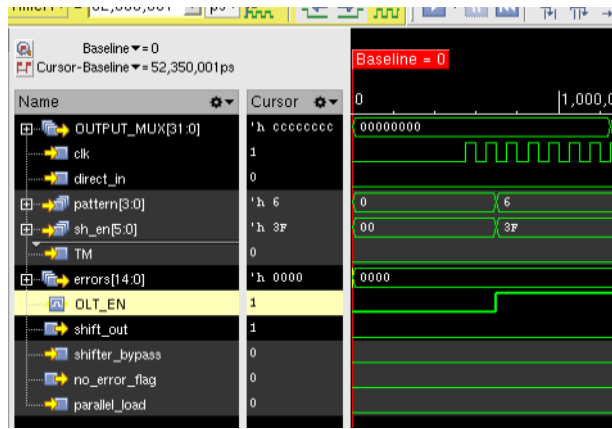 Baseline ▾= 0
Cursor-Baseline ▾= 52,350,001ps
Baseline = 0
Name Cursor 0 1,000,0
OUTPUT_MUX[31:0] 'h cccccccc 00000000
clk 1
direct_in 0
pattern[3:0] 'h 6 0 6
sh_en[5:0] 'h 3F 00 3F
TM 0
errors[14:0] 'h 0000 0000
OLT_EN 1
shift_out 1
shifter_bypass 0
no_error_flag 0
parallel_load 0